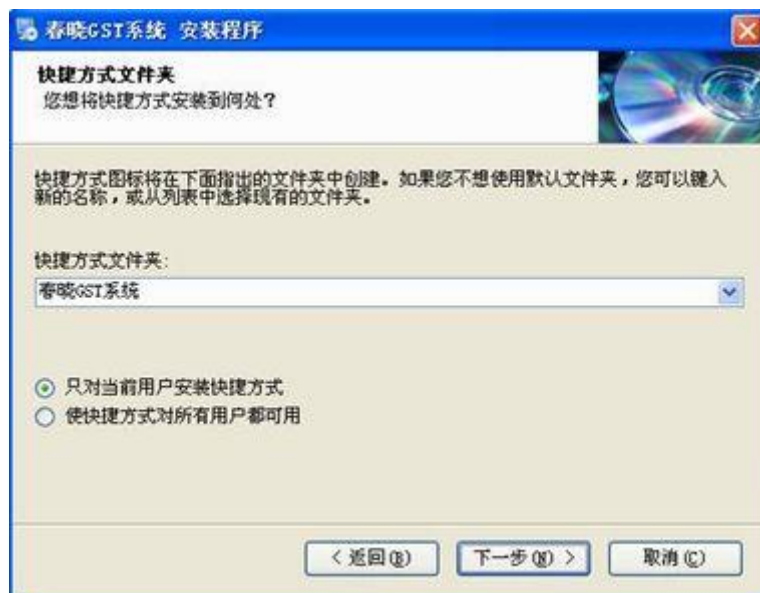 春晓GST系统 安装程序
快捷方式文件夹
您想将快捷方式安装到何处？
快捷方式图标将在下面指出的文件夹中创建。如果您不想使用默认文件夹，您可以键入
新的名称，或从列表中选择现有的文件夹。
快捷方式文件夹:
春晓GST系统
只对当前用户安装快捷方式
使快捷方式对所有用户都可用
< 返回(B)
下一步(N) >
取消(C)